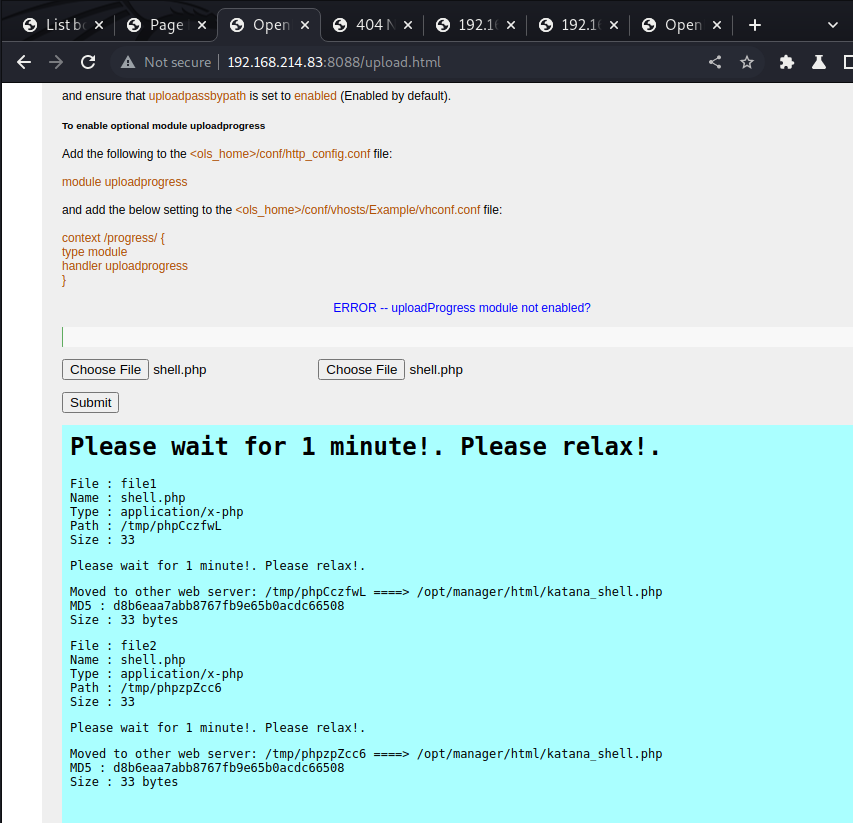 List b
Page
Open
404 N
192.16
192.16
Open
Not secure 192.168.214.83:8088/upload.html
and ensure that uploadpassbypath is set to enabled (Enabled by default).
To enable optional module uploadprogress
Add the following to the <ols_home>/conf/http_config.conf file:
module uploadprogress
and add the below setting to the <ols_home>/conf/vhosts/Example/vhconf.conf file:
context /progress/ {
type module
handler uploadprogress
}
ERROR -- uploadProgress module not enabled?
Choose File shell.php Choose File shell.php
Submit
Please wait for 1 minute!. Please relax!.
File : file1
Name : shell.php
Type : application/x-php
Path : /tmp/phpCczfwL
Size : 33
Please wait for 1 minute!. Please relax!.
Moved to other web server: /tmp/phpCczfwL ====> /opt/manager/html/katana_shell.php
MD5 : d8b6eaa7abb8767fb9e65b0acdc66508
Size : 33 bytes
File : file2
Name : shell.php
Type : application/x-php
Path : /tmp/phpzpZcc6
Size : 33
Please wait for 1 minute!. Please relax!.
Moved to other web server: /tmp/phpzpZcc6 ====> /opt/manager/html/katana_shell.php
MD5 : d8b6eaa7abb8767fb9e65b0acdc66508
Size : 33 bytes